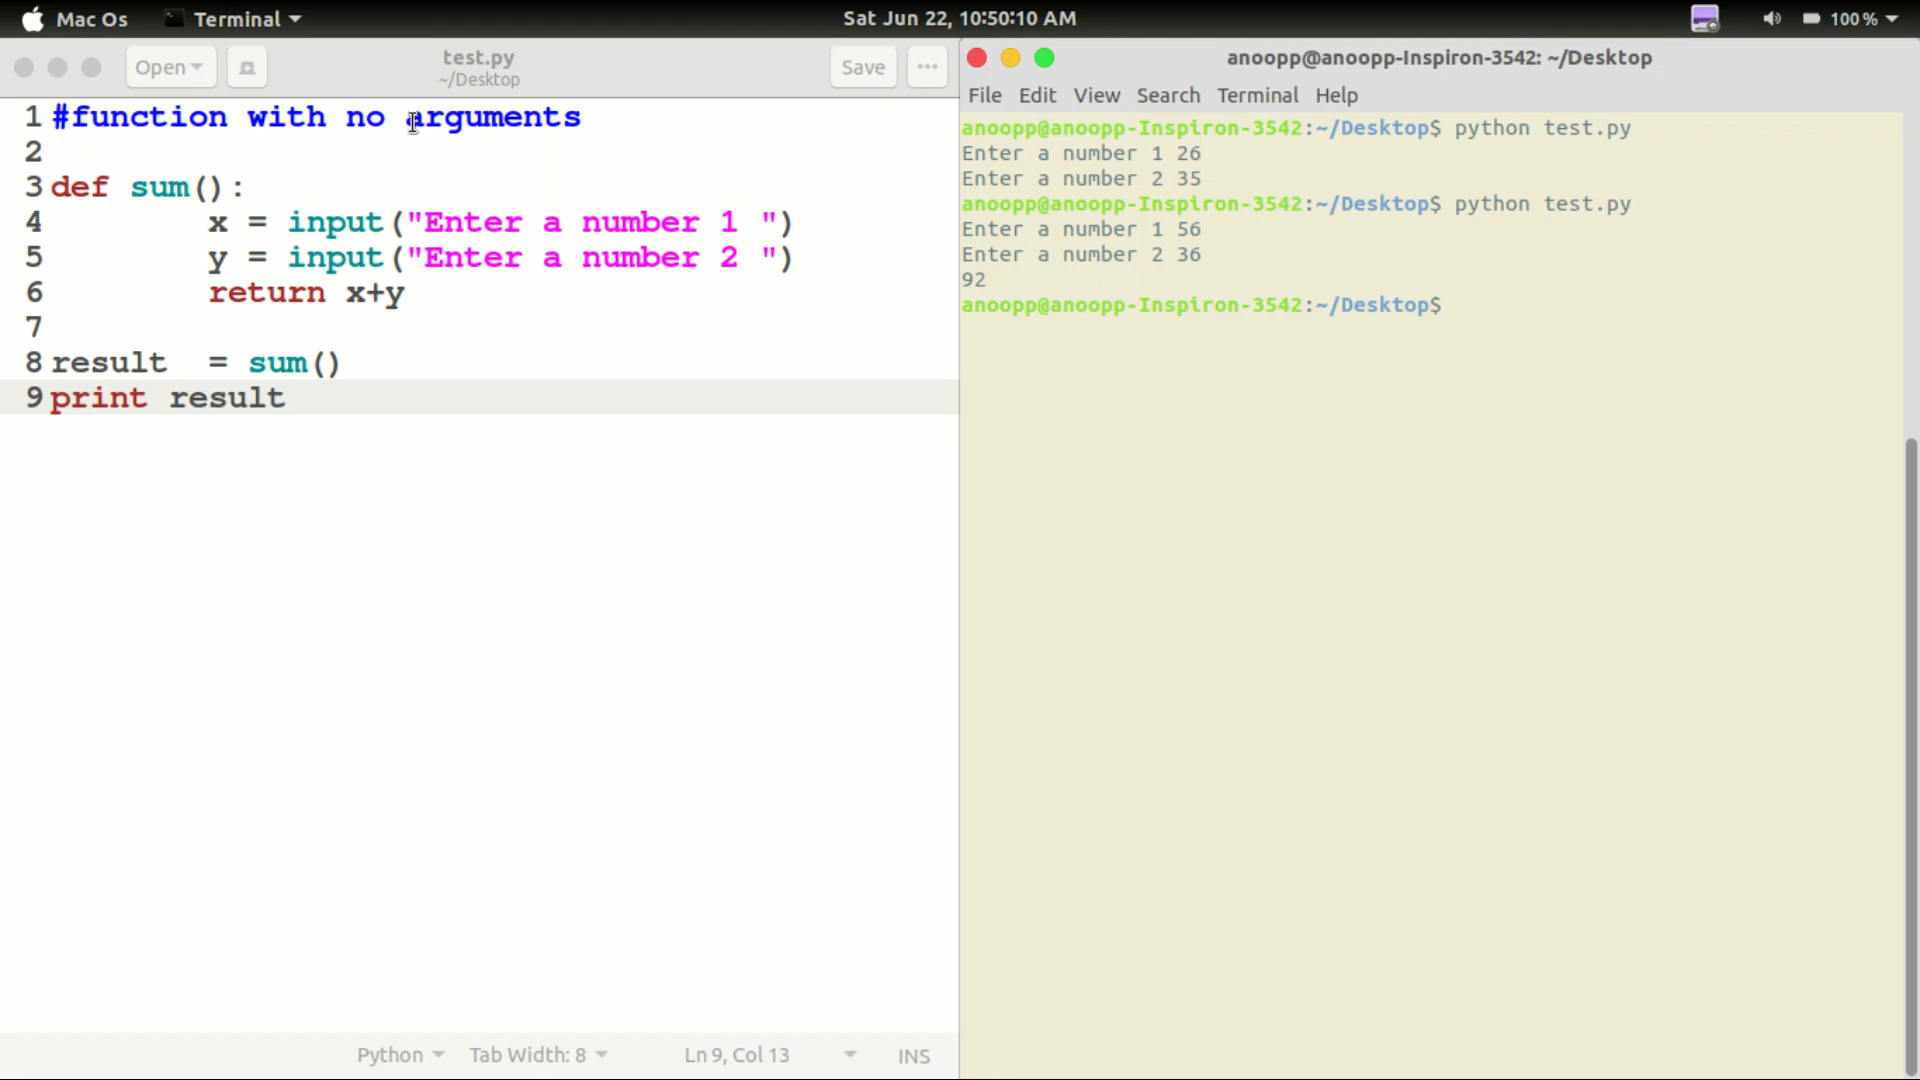 Mac Os Terminal Sat Jun 22, 10:50:10 AM 100 %
Open test.py Save
~/Desktop
1 #function with no arguments
2
3 def sum():
4 x = input("Enter a number 1 ")
5 y = input("Enter a number 2 ")
6 return x+y
7
8 result  = sum()
9 print result
Python Tab Width: 8 Ln 9, Col 13 INS
anoopp@anoopp-Inspiron-3542: ~/Desktop
File Edit View Search Terminal Help
anoopp@anoopp-Inspiron-3542:~/Desktop$ python test.py
Enter a number 1 26
Enter a number 2 35
anoopp@anoopp-Inspiron-3542:~/Desktop$ python test.py
Enter a number 1 56
Enter a number 2 36
92
anoopp@anoopp-Inspiron-3542:~/Desktop$